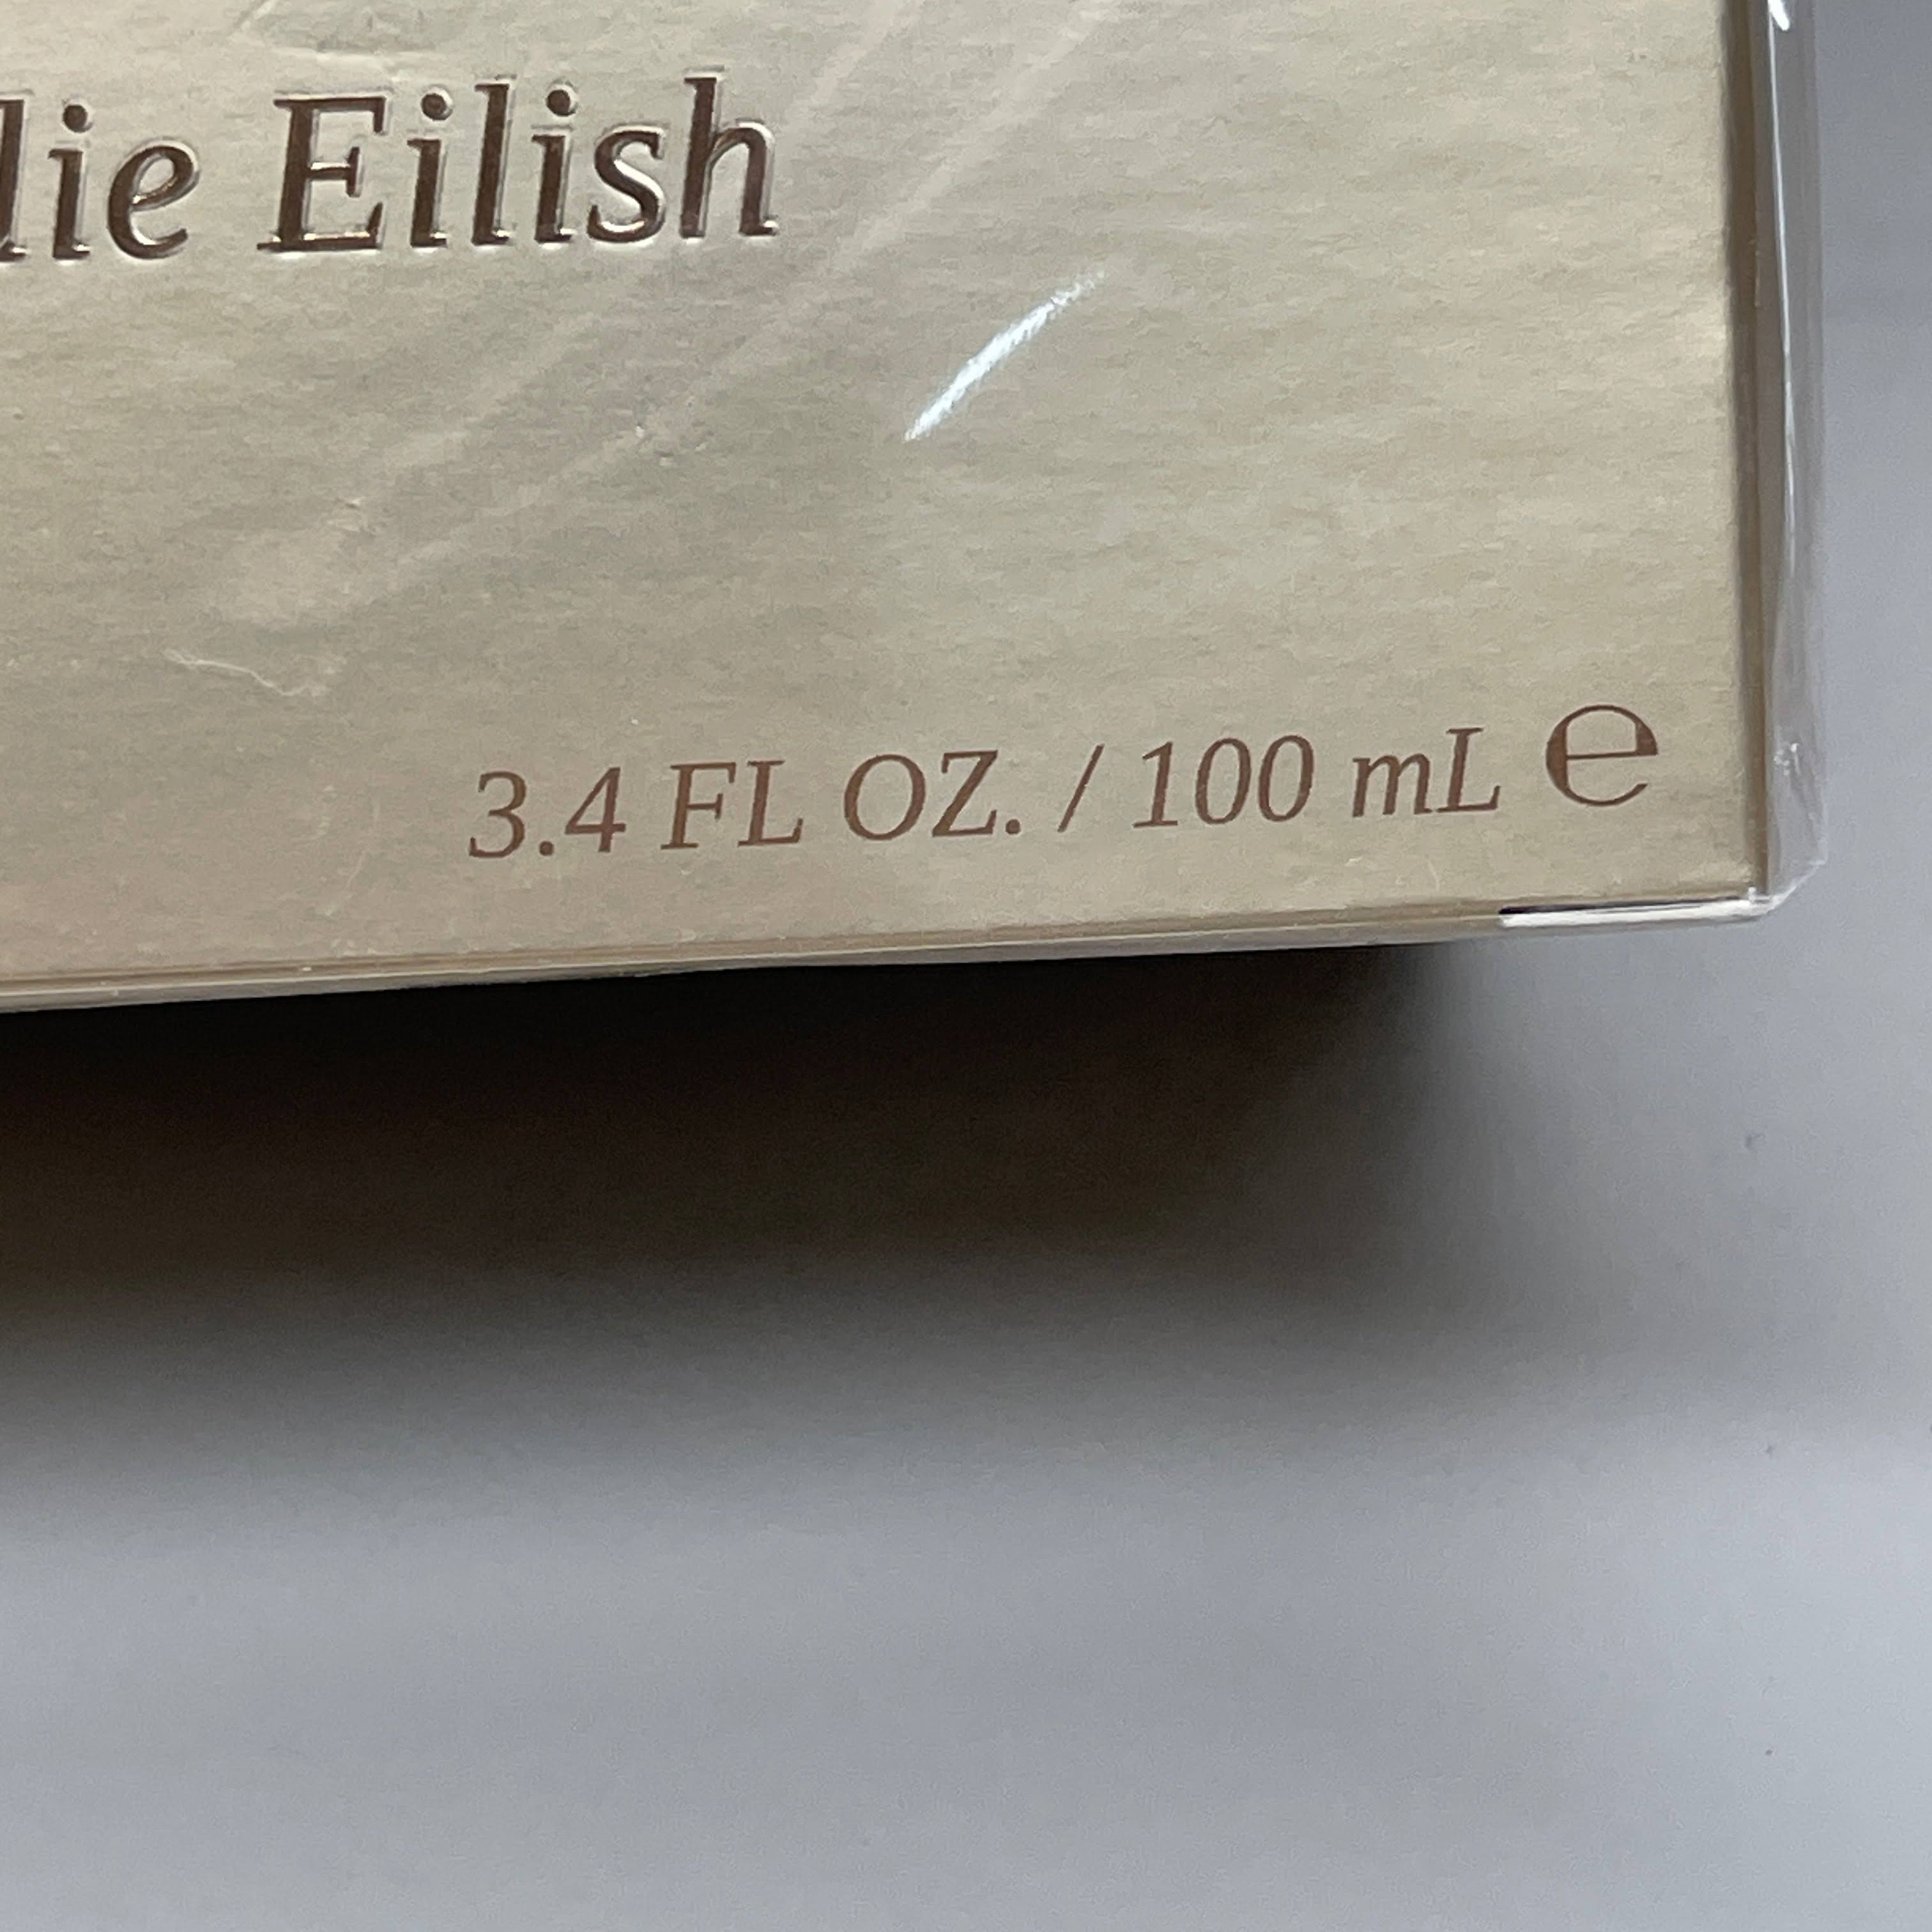 lie Eilish
3.4 FL OZ. / 100 mL ℮